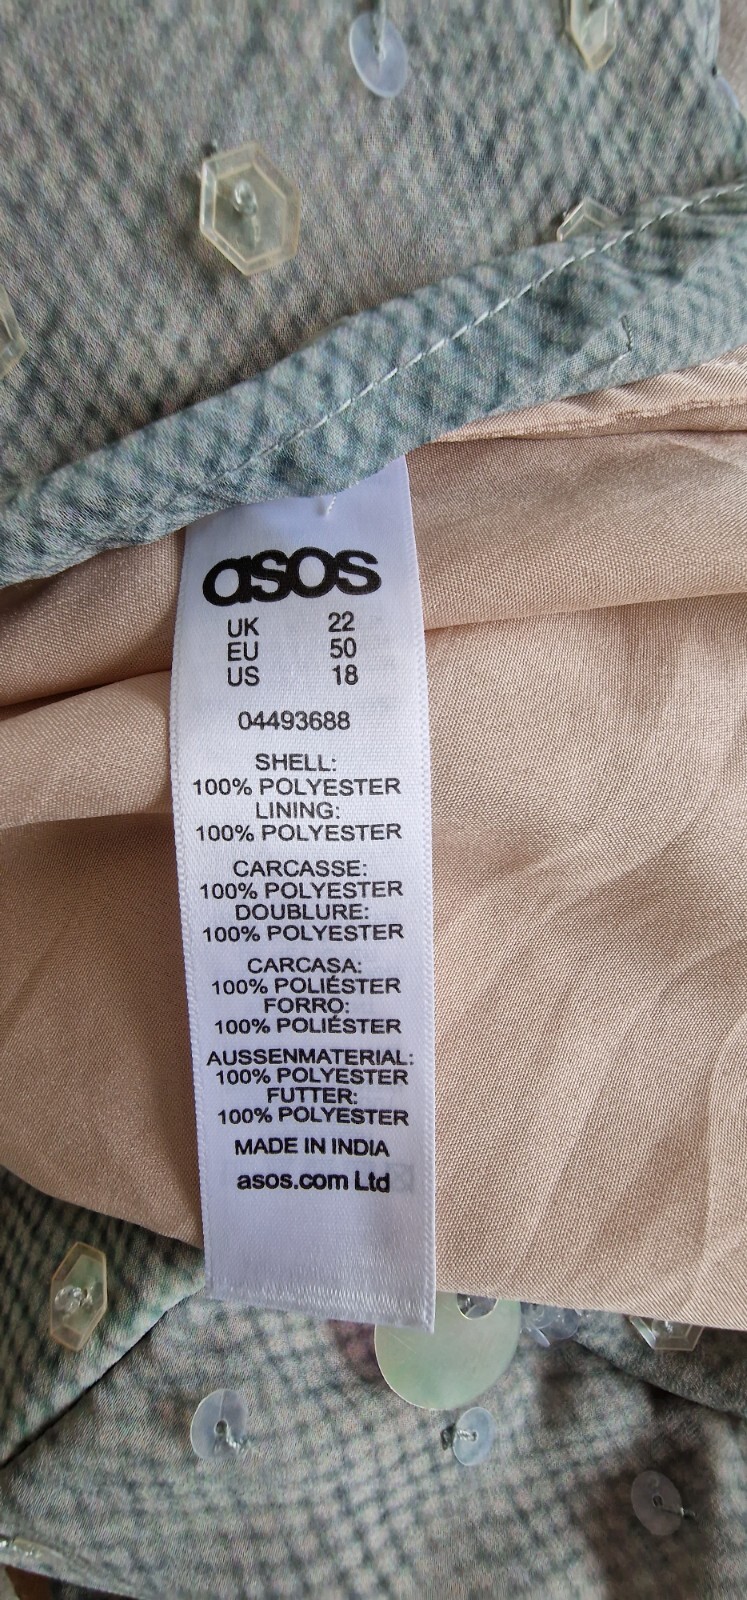 asos
UK 22
EU 50
US 18
04493688
SHELL:
100% POLYESTER
LINING:
100% POLYESTER
CARCASSE:
100% POLYESTER
DOUBLURE:
100% POLYESTER
CARCASA:
100% POLIÉSTER
FORRO:
100% POLIÉSTER
AUSSENMATERIAL:
100% POLYESTER
FUTTER:
100% POLYESTER
MADE IN INDIA
asos.com Ltd